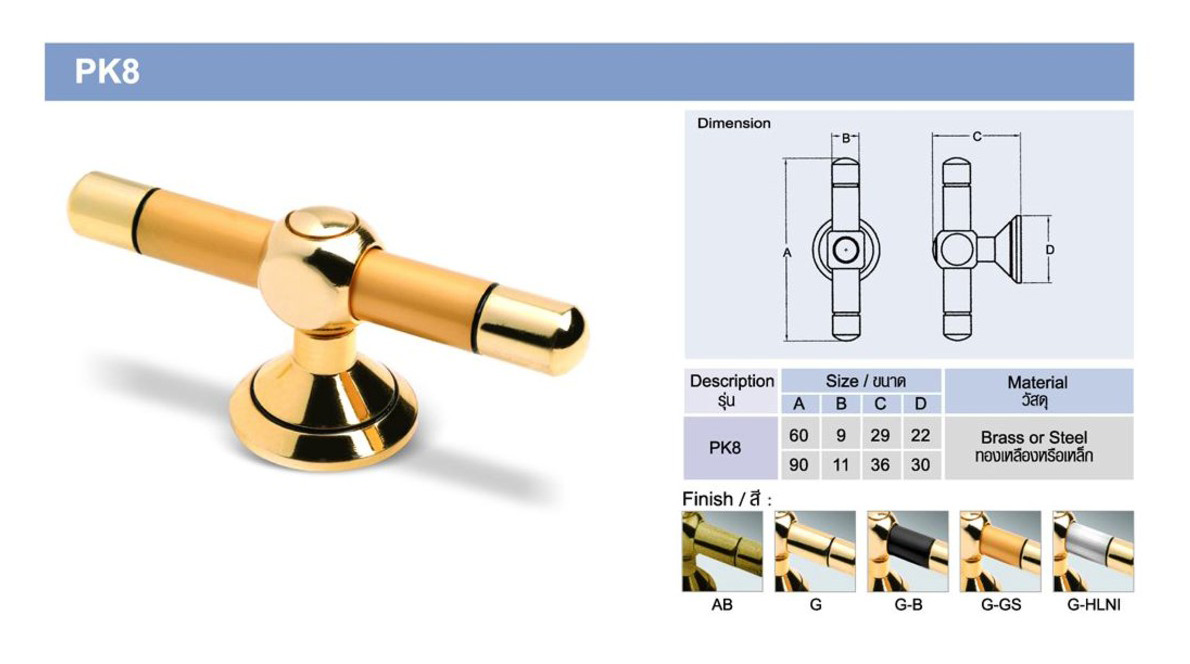 PK8
Dimension
B
C
A
D
Description
รุ่น
Size / ขนาด
Material
วัสดุ
A B C D
PK8
60 9 29 22
90 11 36 30
Brass or Steel
ทองเหลืองหรือเหล็ก
Finish / สี :
AB G G-B G-GS G-HLNI